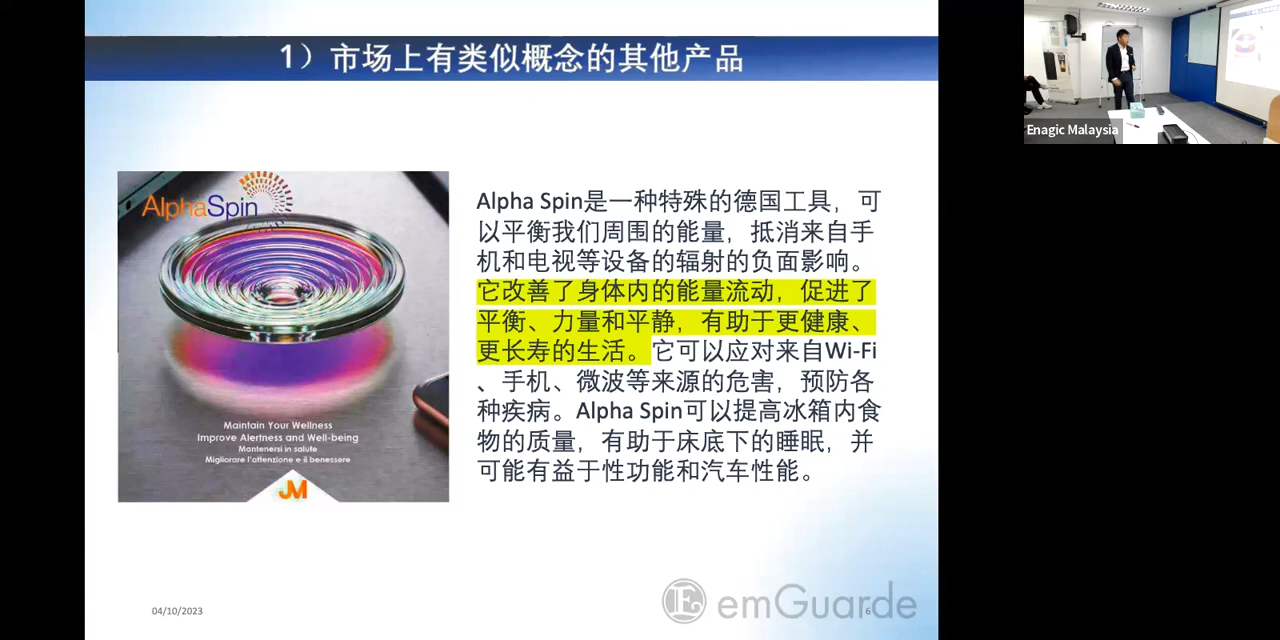 1）市场上有类似概念的其他产品
AlphaSpin
Maintain Your Wellness
Improve Alertness and Well-being
Mantenersi in salute
Migliorare l'attenzione e il benessere
JM
Alpha Spin是一种特殊的德国工具，可
以平衡我们周围的能量，抵消来自手
机和电视等设备的辐射的负面影响。
它改善了身体内的能量流动，促进了
平衡、力量和平静，有助于更健康、
更长寿的生活。它可以应对来自Wi-Fi
、手机、微波等来源的危害，预防各
种疾病。Alpha Spin可以提高冰箱内食
物的质量，有助于床底下的睡眠，并
可能有益于性功能和汽车性能。
04/10/2023
E emGuarde
6
Enagic Malaysia